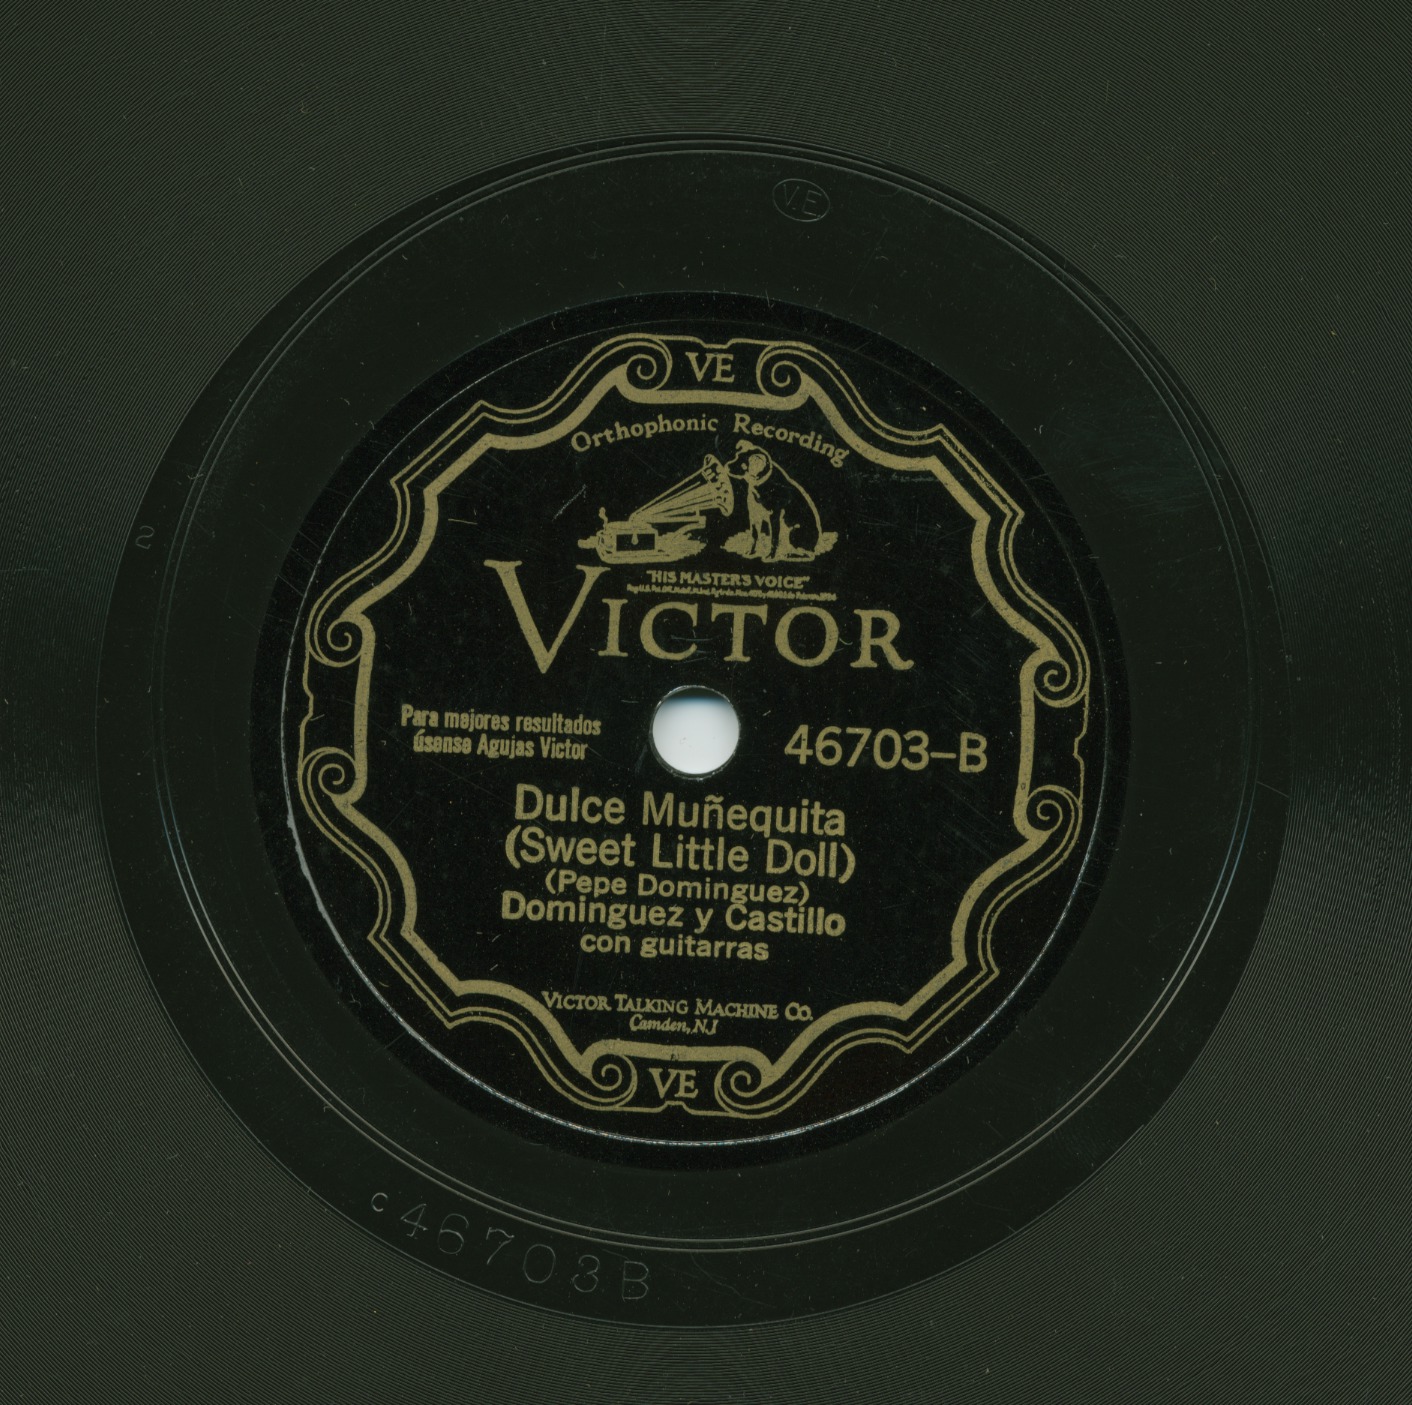 V.E.
VE
Orthophonic Recording
"HIS MASTER'S VOICE"
VICTOR
Para mejores resultados
úsense Agujas Victor
46703-B
Dulce Muñequita
(Sweet Little Doll)
(Pepe Dominguez)
Dominguez y Castillo
con guitarras
VICTOR TALKING MACHINE CO.
Camden, N.J
VE
2
c46703B